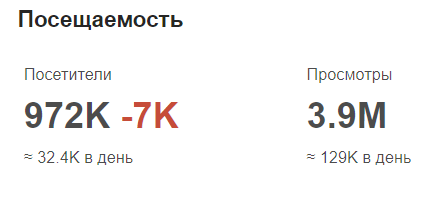 Посещаемость
Посетители
972K -7K
≈ 32.4K в день
Просмотры
3.9M
≈ 129K в день